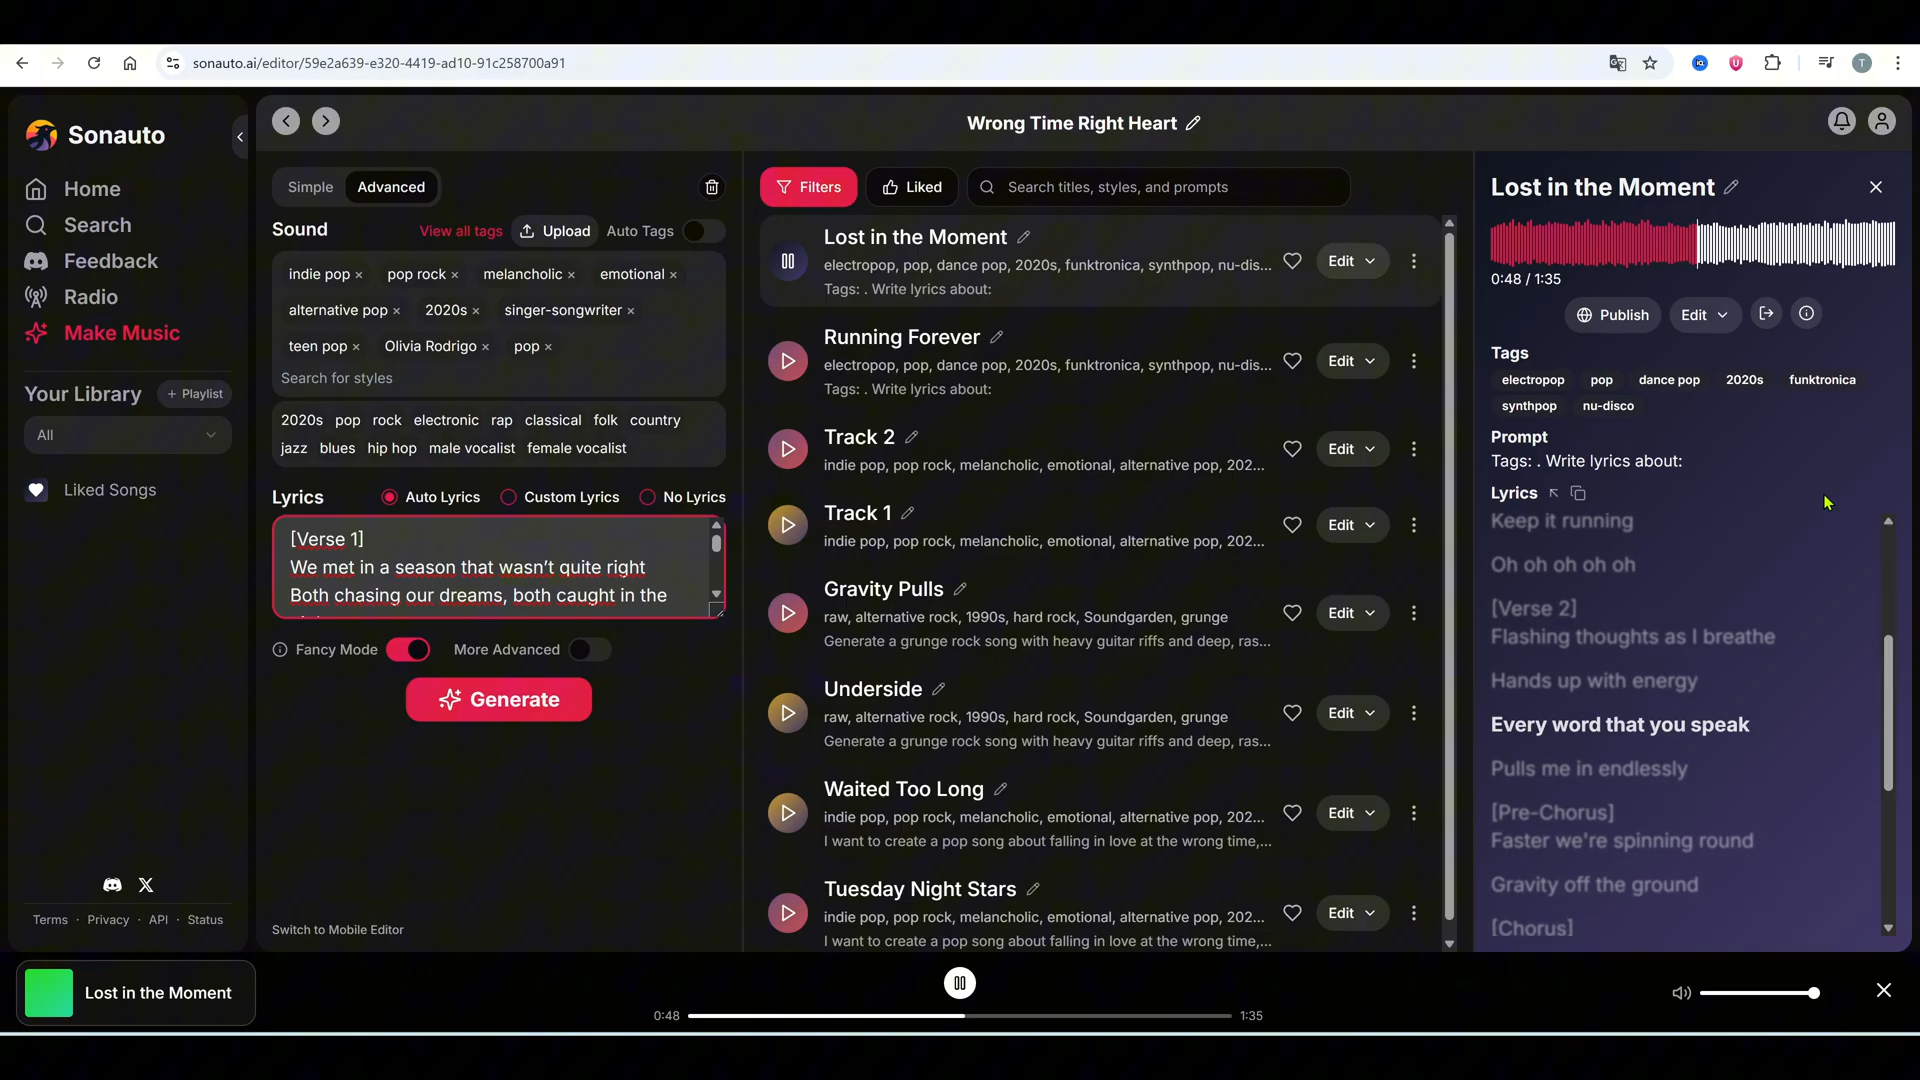 sonauto.ai/editor/59e2a639-e320-4419-ad10-91c258700a91
T
Sonauto
Home
Search
Feedback
Radio
Make Music
Your Library
+ Playlist
All
Liked Songs
Terms · Privacy · API · Status
Wrong Time Right Heart
Simple Advanced
Sound View all tags Upload Auto Tags
indie pop × pop rock × melancholic × emotional ×
alternative pop × 2020s × singer-songwriter ×
teen pop × Olivia Rodrigo × pop ×
Search for styles
2020s pop rock electronic rap classical folk country
jazz blues hip hop male vocalist female vocalist
Lyrics Auto Lyrics Custom Lyrics No Lyrics
[Verse 1]
We met in a season that wasn’t quite right
Both chasing our dreams, both caught in the
Fancy Mode More Advanced
Generate
Switch to Mobile Editor
Filters Liked Search titles, styles, and prompts
Lost in the Moment
electropop, pop, dance pop, 2020s, funktronica, synthpop, nu-dis...
Tags: . Write lyrics about:
Edit
Running Forever
electropop, pop, dance pop, 2020s, funktronica, synthpop, nu-dis...
Tags: . Write lyrics about:
Edit
Track 2
indie pop, pop rock, melancholic, emotional, alternative pop, 202...
Edit
Track 1
indie pop, pop rock, melancholic, emotional, alternative pop, 202...
Edit
Gravity Pulls
raw, alternative rock, 1990s, hard rock, Soundgarden, grunge
Generate a grunge rock song with heavy guitar riffs and deep, ras...
Edit
Underside
raw, alternative rock, 1990s, hard rock, Soundgarden, grunge
Generate a grunge rock song with heavy guitar riffs and deep, ras...
Edit
Waited Too Long
indie pop, pop rock, melancholic, emotional, alternative pop, 202...
I want to create a pop song about falling in love at the wrong time,...
Edit
Tuesday Night Stars
indie pop, pop rock, melancholic, emotional, alternative pop, 202...
I want to create a pop song about falling in love at the wrong time,...
Edit
Lost in the Moment
0:48 / 1:35
Publish Edit
Tags
electropop pop dance pop 2020s funktronica
synthpop nu-disco
Prompt
Tags: . Write lyrics about:
Lyrics
Keep it running
Oh oh oh oh oh
[Verse 2]
Flashing thoughts as I breathe
Hands up with energy
Every word that you speak
Pulls me in endlessly
[Pre-Chorus]
Faster we're spinning round
Gravity off the ground
[Chorus]
Lost in the Moment
0:48 1:35